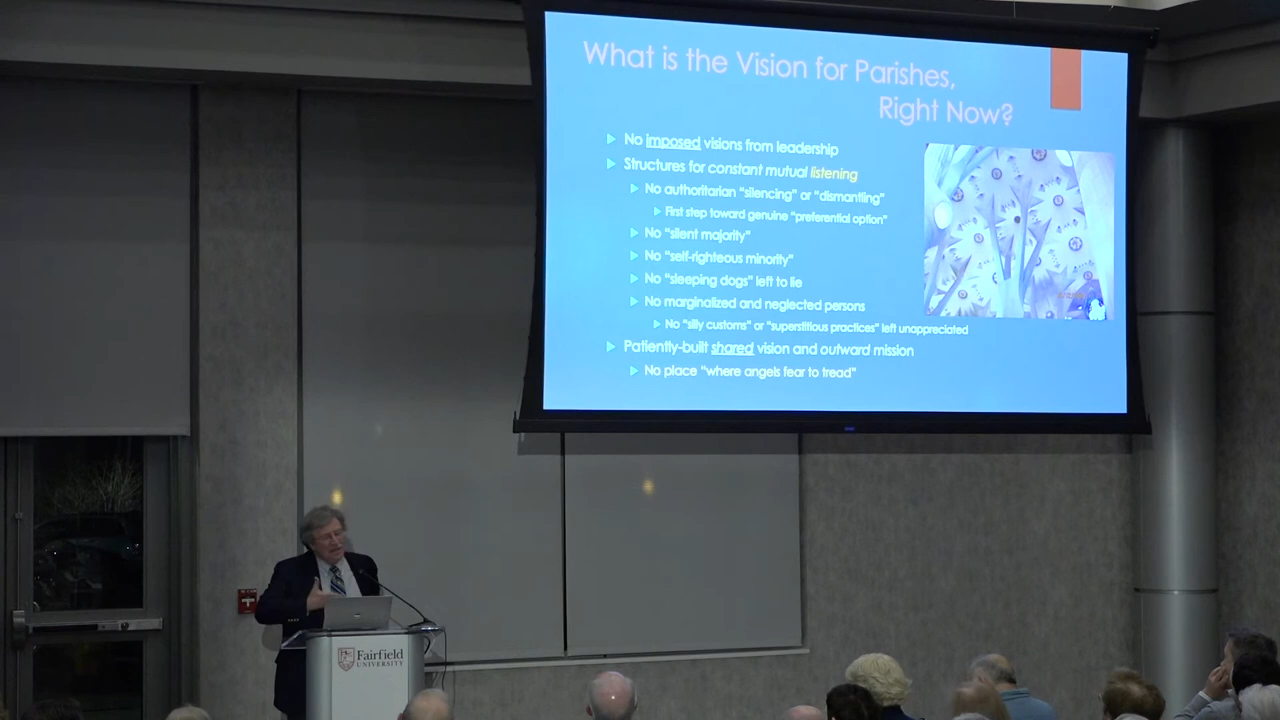 What is the Vision for Parishes,
Right Now?
No imposed visions from leadership
Structures for constant mutual listening
No authoritarian “silencing” or “dismantling”
First step toward genuine “preferential option”
No “silent majority”
No “self-righteous minority”
No “sleeping dogs” left to lie
No marginalized and neglected persons
No “silly customs” or “superstitious practices” left unappreciated
Patiently-built shared vision and outward mission
No place “where angels fear to tread”
Fairfield
UNIVERSITY